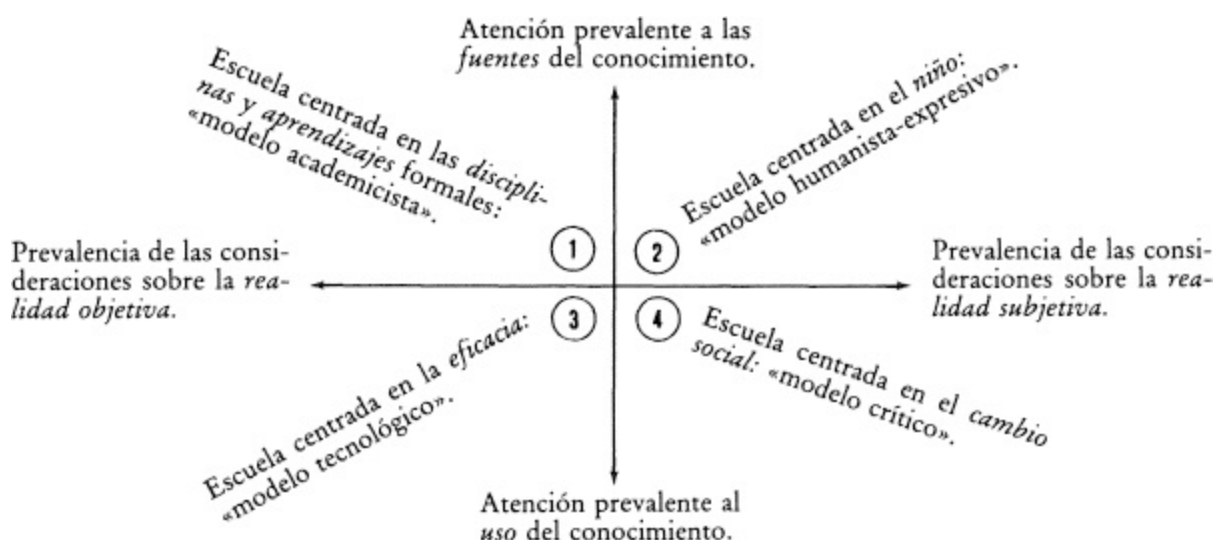 Atención prevalente a las
fuentes del conocimiento.
Escuela centrada en las discipli-
nas y aprendizajes formales:
«modelo academicista».
Escuela centrada en el niño:
«modelo humanista-expresivo».
1
2
Prevalencia de las consi-
deraciones sobre la rea-
lidad objetiva.
Prevalencia de las consi-
deraciones sobre la rea-
lidad subjetiva.
3
4
Escuela centrada en la eficacia:
«modelo tecnológico».
Escuela centrada en el cambio
social: «modelo crítico».
Atención prevalente al
uso del conocimiento.